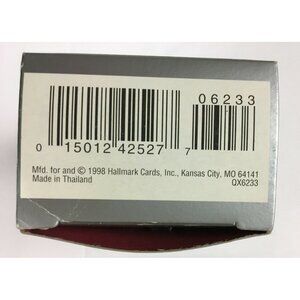 06233
0 15012 42527 7
Mfd. for and © 1998 Hallmark Cards, Inc., Kansas City, MO 64141
Made in Thailand QX6233